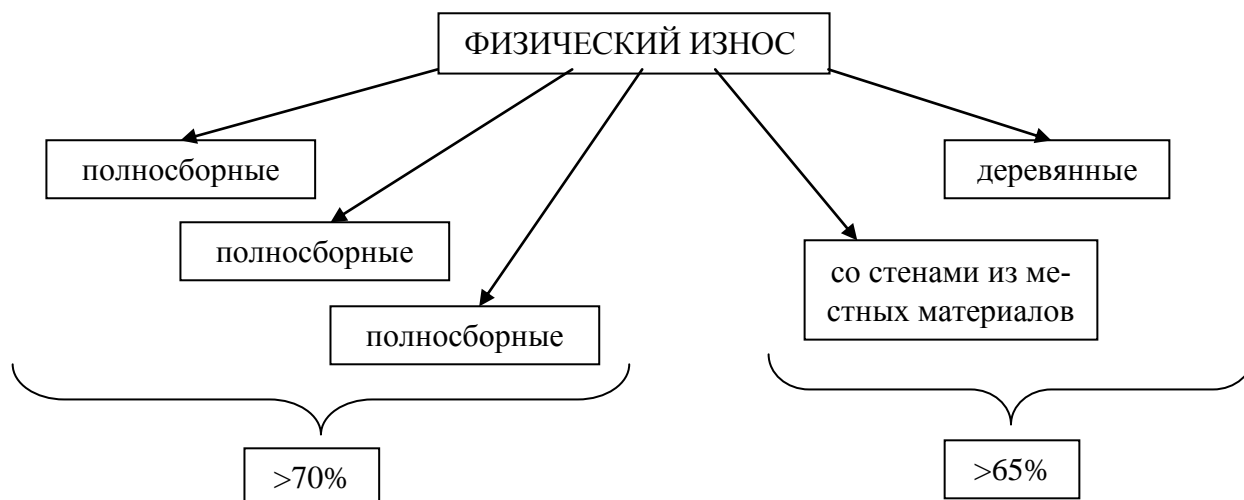 ФИЗИЧЕСКИЙ ИЗНОС
полносборные
деревянные
полносборные
со стенами из ме-
стных материалов
полносборные
>70%
>65%